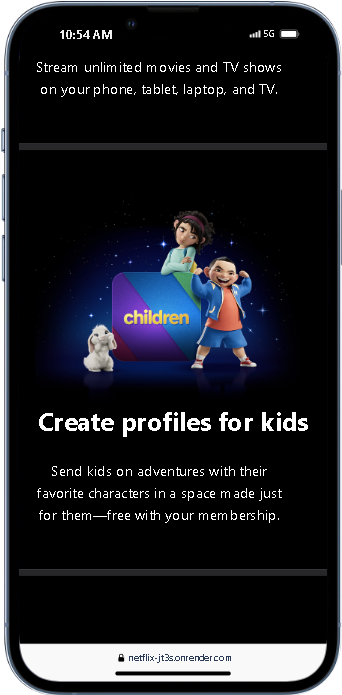 10:54 AM 5G
Stream unlimited movies and TV shows
on your phone, tablet, laptop, and TV.
children
Create profiles for kids
Send kids on adventures with their
favorite characters in a space made just
for them—free with your membership.
netflix-jt3s.onrender.com